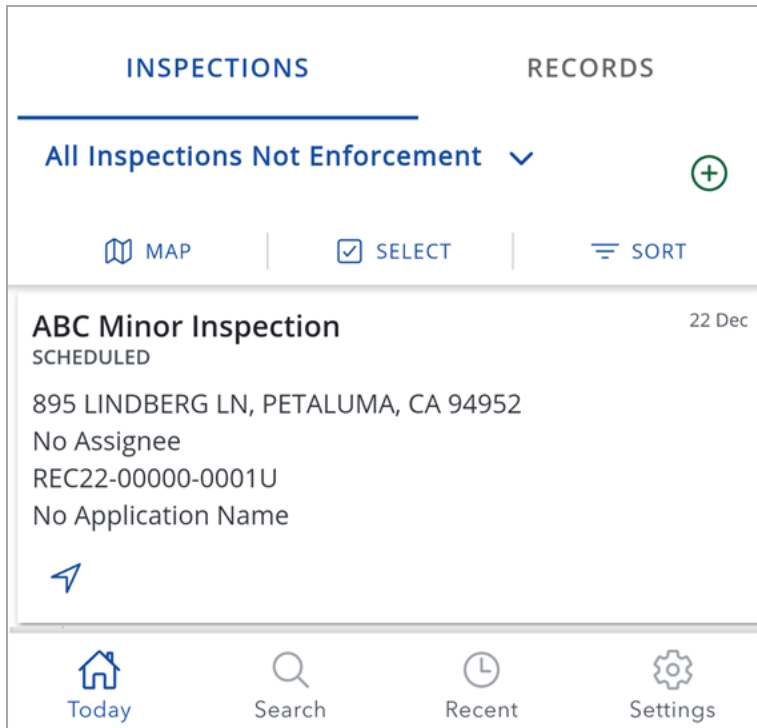 INSPECTIONS RECORDS
All Inspections Not Enforcement
MAP SELECT SORT
ABC Minor Inspection 22 Dec
SCHEDULED
895 LINDBERG LN, PETALUMA, CA 94952
No Assignee
REC22-00000-0001U
No Application Name
Today Search Recent Settings